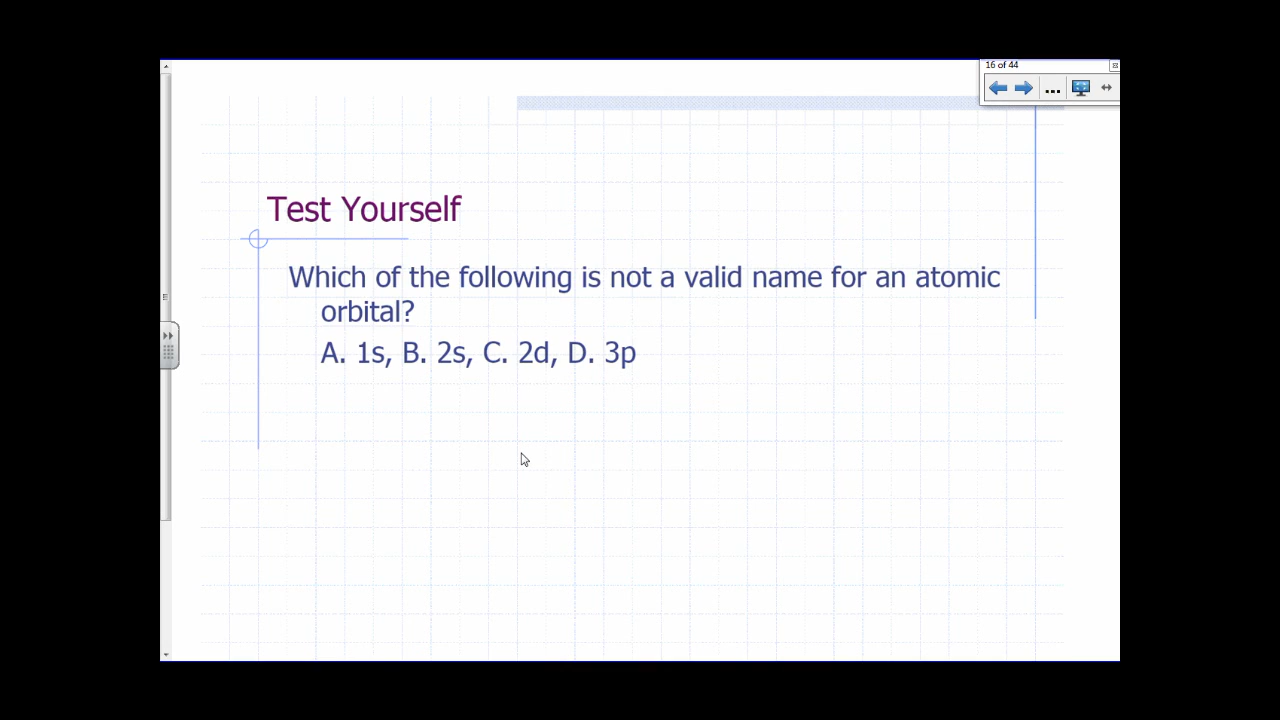 16 of 44
...
Test Yourself
Which of the following is not a valid name for an atomic
orbital?
A. 1s, B. 2s, C. 2d, D. 3p